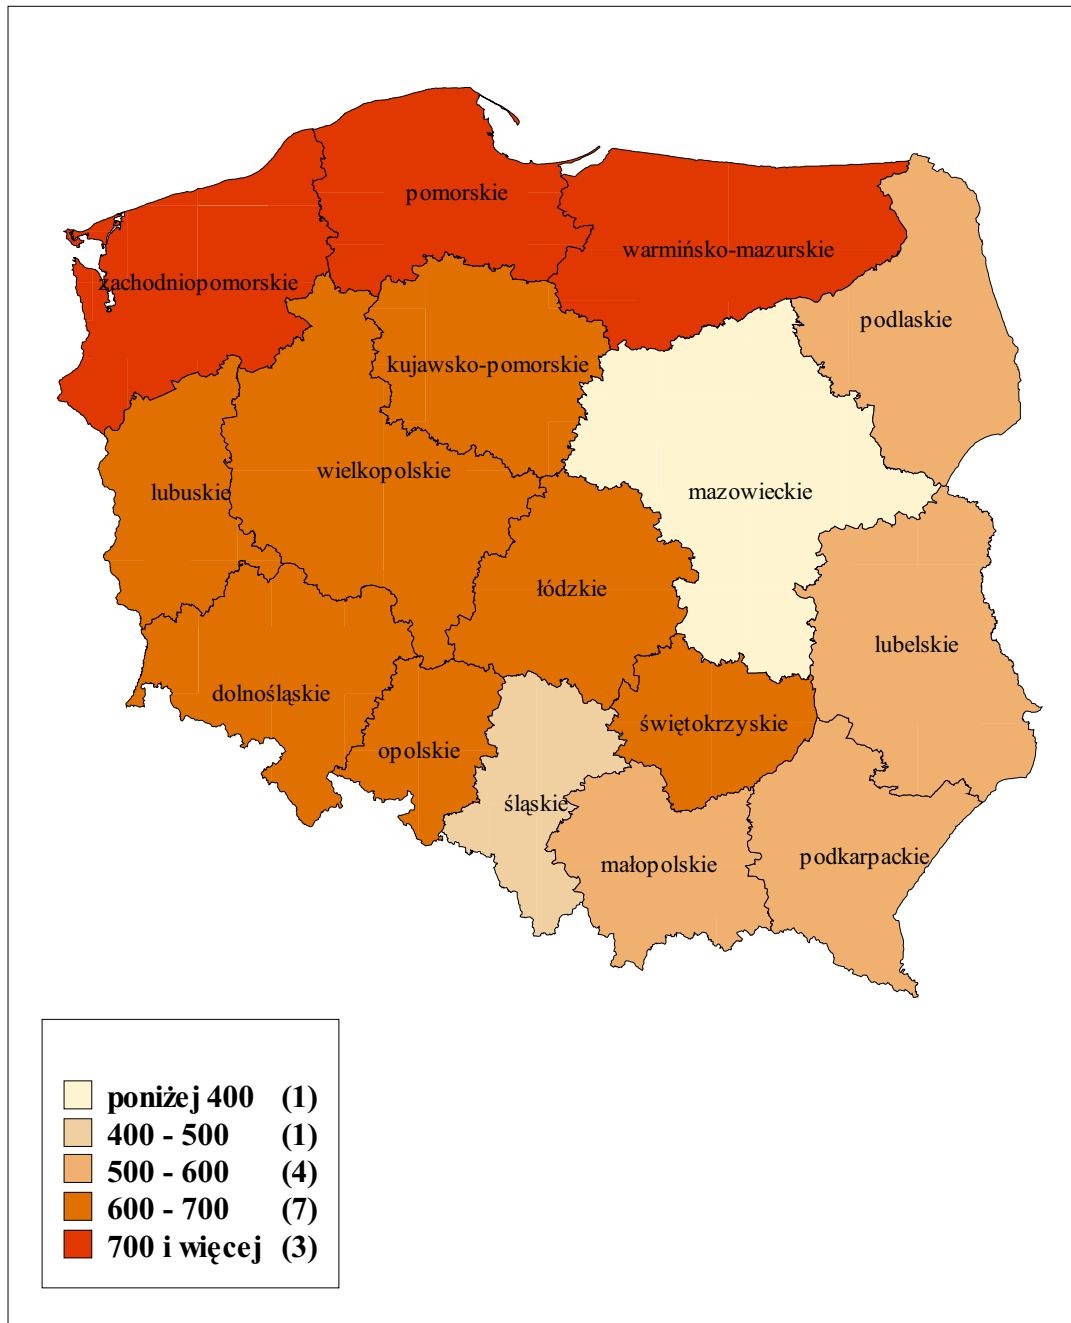 pomorskie
warmińsko-mazurskie
zachodniopomorskie
podlaskie
kujawsko-pomorskie
wielkopolskie
lubuskie
mazowieckie
łódzkie
lubelskie
dolnośląskie
świętokrzyskie
opolskie
śląskie
małopolskie
podkarpackie
poniżej 400 (1)
400 - 500 (1)
500 - 600 (4)
600 - 700 (7)
700 i więcej (3)